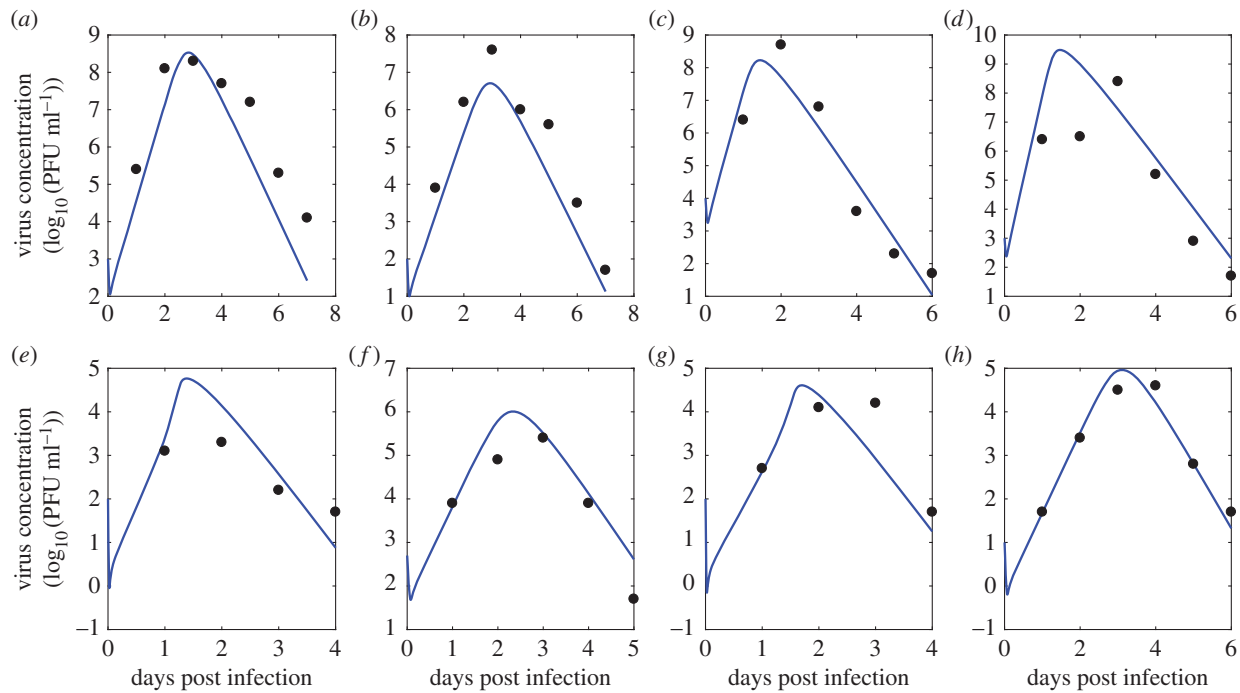 (a) (b) (c) (d)
virus concentration
(log10(PFU ml−1))
9 8 7 6 5 4 3 2
0 2 4 6 8
8 7 6 5 4 3 2 1
0 2 4 6 8
9 8 7 6 5 4 3 2 1
0 2 4 6
10 9 8 7 6 5 4 3 2 1
0 2 4 6
(e) (f) (g) (h)
virus concentration
(log10(PFU ml−1))
5 4 3 2 1 0 −1
0 1 2 3 4
7 6 5 4 3 2 1
0 1 2 3 4 5
5 4 3 2 1 0 −1
0 1 2 3 4
5 4 3 2 1 0 −1
0 1 2 3 4 5 6
days post infection days post infection days post infection days post infection